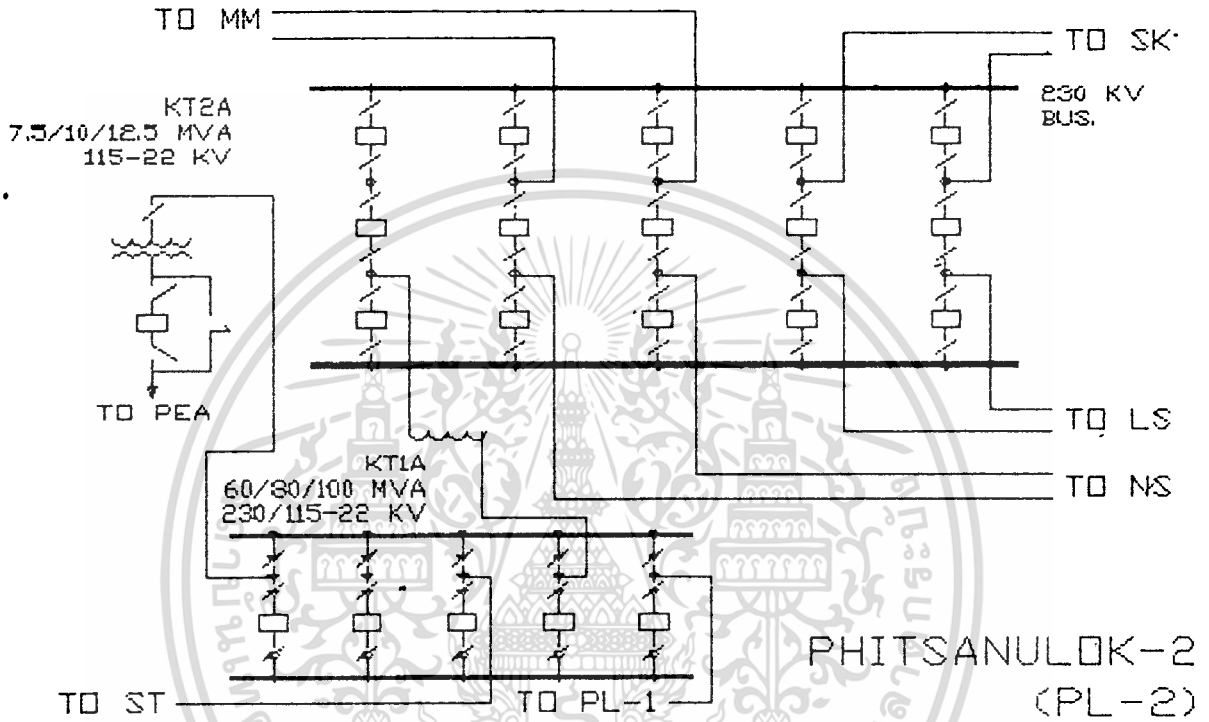 TO MM
TO SK
KT2A
7.5/10/12.5 MVA
115-22 KV
230 KV
BUS.
TO PEA
TO LS
KT1A
60/80/100 MVA
230/115-22 KV
TO NS
TO ST
TO PL-1
PHITSANULOK-2
(PL-2)